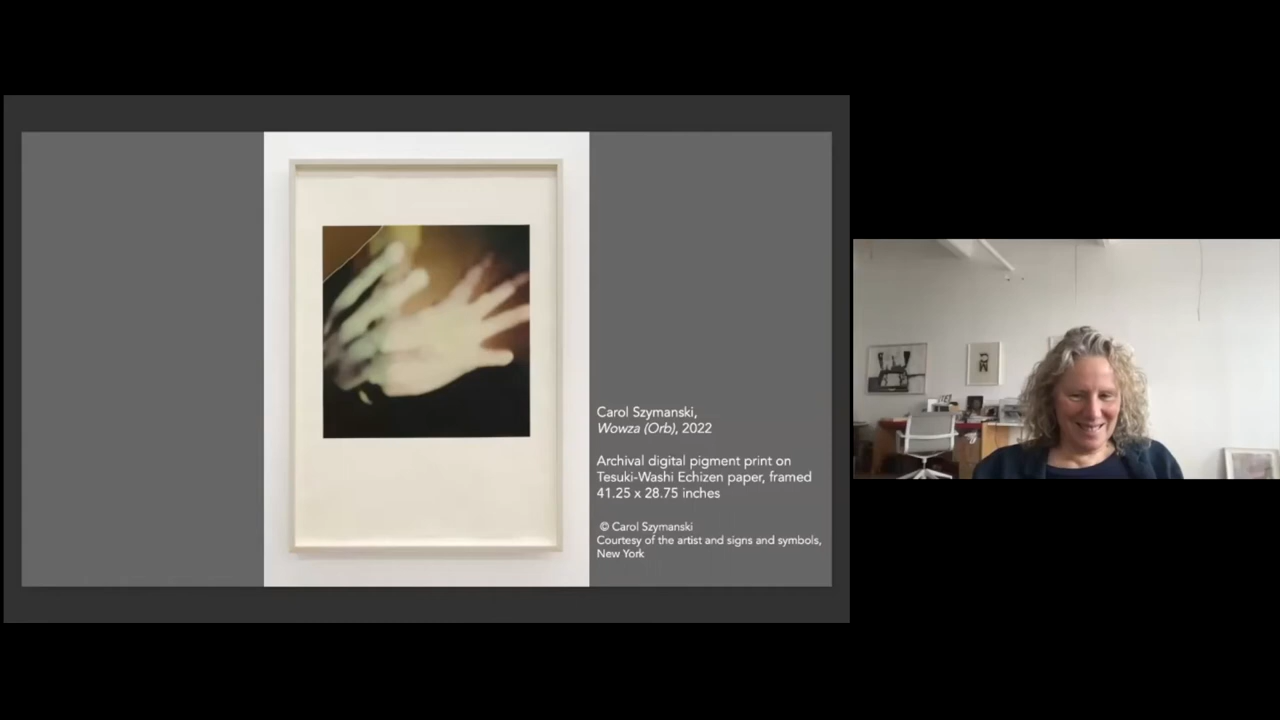 Carol Szymanski,
Wowza (Orb), 2022
Archival digital pigment print on
Tesuki-Washi Echizen paper, framed
41.25 x 28.75 inches
© Carol Szymanski
Courtesy of the artist and signs and symbols,
New York